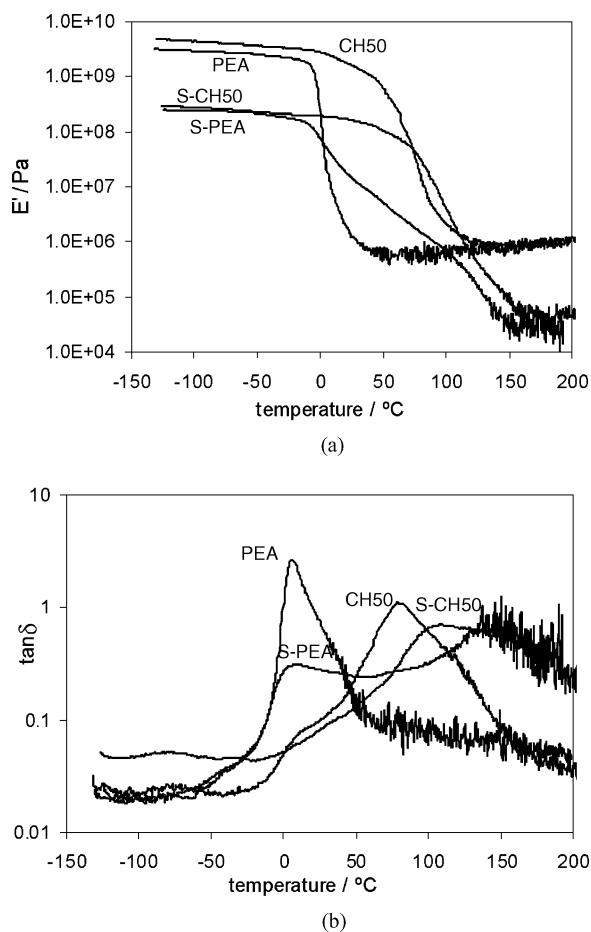 1.0E+10
1.0E+09
1.0E+08
1.0E+07
1.0E+06
1.0E+05
1.0E+04
E'/Pa
CH50
PEA
S-CH50
S-PEA
-150 -100 -50 0 50 100 150 200
temperature / ºC
(a)
10
1
0.1
0.01
tanδ
PEA
CH50
S-CH50
S-PEA
-150 -100 -50 0 50 100 150 200
temperature / ºC
(b)